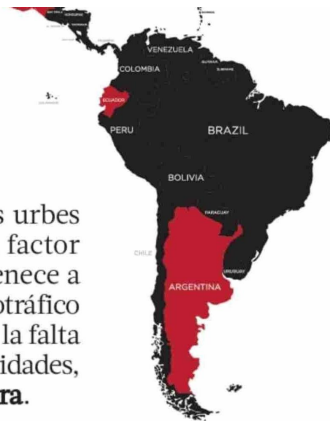 VENEZUELA
COLOMBIA
ECUADOR
PERU
BRAZIL
BOLIVIA
PARAGUAY
CHILE
URUGUAY
ARGENTINA
s urbes
factor
enece a
otráfico
la falta
idades,
ra.